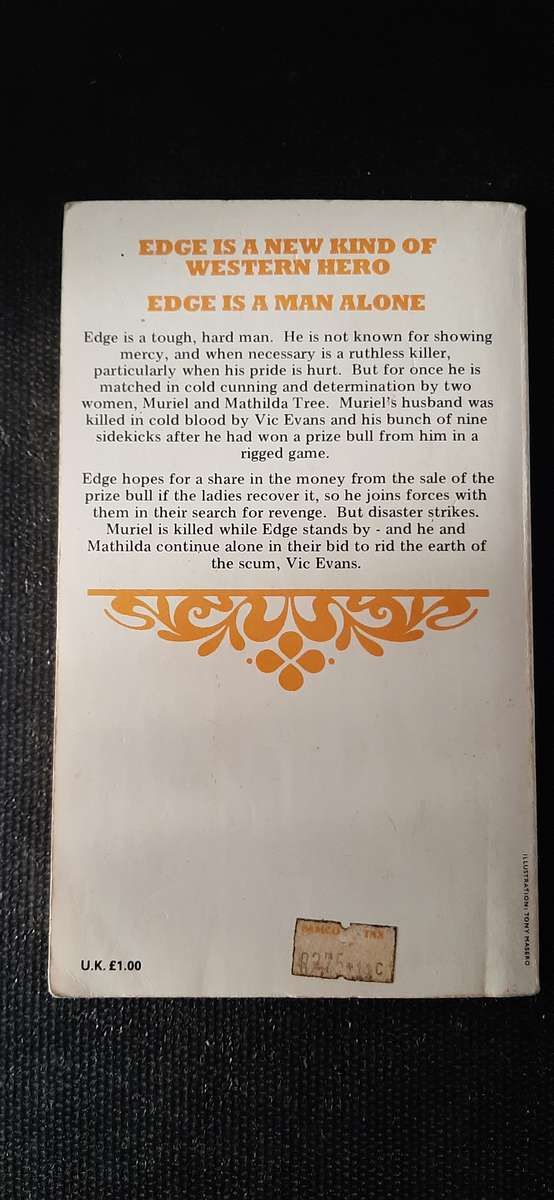 EDGE IS A NEW KIND OF
WESTERN HERO
EDGE IS A MAN ALONE
Edge is a tough, hard man. He is not known for showing
mercy, and when necessary is a ruthless killer,
particularly when his pride is hurt. But for once he is
matched in cold cunning and determination by two
women, Muriel and Mathilda Tree. Muriel's husband was
killed in cold blood by Vic Evans and his bunch of nine
sidekicks after he had won a prize bull from him in a
rigged game.
Edge hopes for a share in the money from the sale of the
prize bull if the ladies recover it, so he joins forces with
them in their search for revenge. But disaster strikes.
Muriel is killed while Edge stands by - and he and
Mathilda continue alone in their bid to rid the earth of
the scum, Vic Evans.
ILLUSTRATION: TONY MASERO
U.K. £1.00